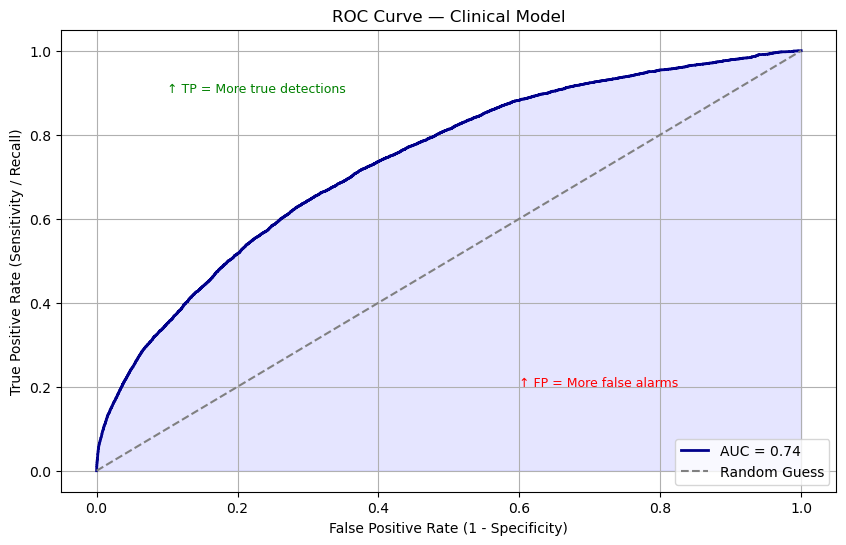 ROC Curve — Clinical Model
True Positive Rate (Sensitivity / Recall)
1.0
0.8
0.6
0.4
0.2
0.0
↑ TP = More true detections
↑ FP = More false alarms
AUC = 0.74
Random Guess
0.0 0.2 0.4 0.6 0.8 1.0
False Positive Rate (1 - Specificity)